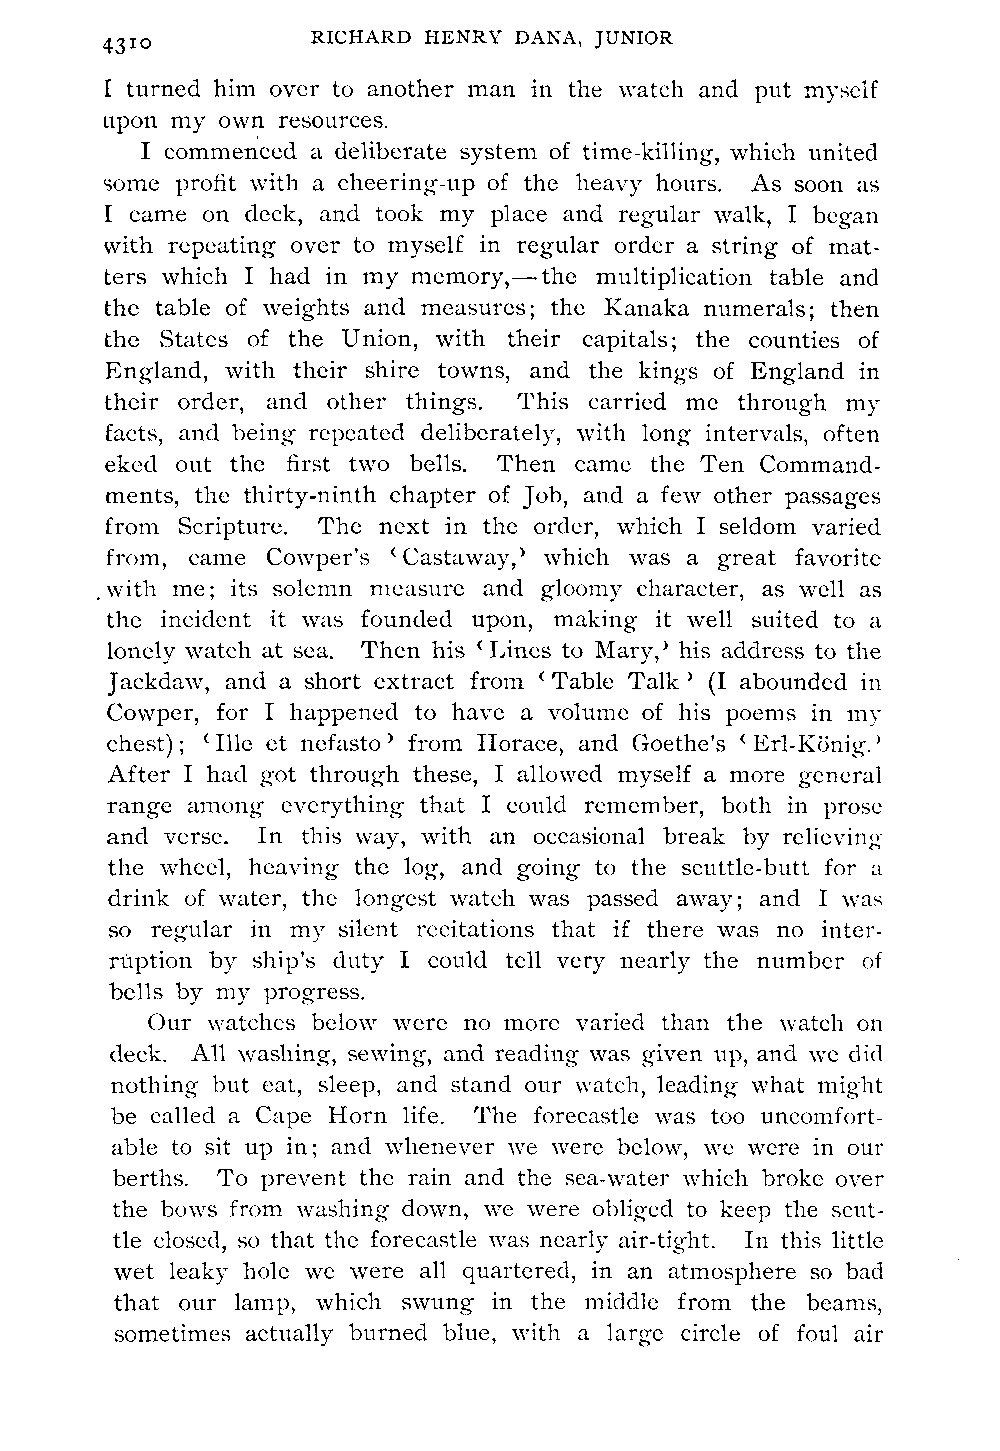 4310
RICHARD HENRY DANA, JUNIOR
I turned him over to another man in the watch and put myself
upon my own resources.
I commenced a deliberate system of time-killing, which united
some profit with a cheering-up of the heavy hours. As soon as
I came on deck, and took my place and regular walk, I began
with repeating over to myself in regular order a string of mat-
ters which I had in my memory,—the multiplication table and
the table of weights and measures; the Kanaka numerals; then
the States of the Union, with their capitals; the counties of
England, with their shire towns, and the kings of England in
their order, and other things. This carried me through my
facts, and being repeated deliberately, with long intervals, often
eked out the first two bells. Then came the Ten Command-
ments, the thirty-ninth chapter of Job, and a few other passages
from Scripture. The next in the order, which I seldom varied
from, came Cowper's ‘Castaway,’ which was a great favorite
with me; its solemn measure and gloomy character, as well as
the incident it was founded upon, making it well suited to a
lonely watch at sea. Then his ‘Lines to Mary,’ his address to the
Jackdaw, and a short extract from ‘Table Talk’ (I abounded in
Cowper, for I happened to have a volume of his poems in my
chest); ‘Ille et nefasto’ from Horace, and Goethe's ‘Erl-König.’
After I had got through these, I allowed myself a more general
range among everything that I could remember, both in prose
and verse. In this way, with an occasional break by relieving
the wheel, heaving the log, and going to the scuttle-butt for a
drink of water, the longest watch was passed away; and I was
so regular in my silent recitations that if there was no inter-
ruption by ship's duty I could tell very nearly the number of
bells by my progress.
Our watches below were no more varied than the watch on
deck. All washing, sewing, and reading was given up, and we did
nothing but eat, sleep, and stand our watch, leading what might
be called a Cape Horn life. The forecastle was too uncomfort-
able to sit up in; and whenever we were below, we were in our
berths. To prevent the rain and the sea-water which broke over
the bows from washing down, we were obliged to keep the scut-
tle closed, so that the forecastle was nearly air-tight. In this little
wet leaky hole we were all quartered, in an atmosphere so bad
that our lamp, which swung in the middle from the beams,
sometimes actually burned blue, with a large circle of foul air